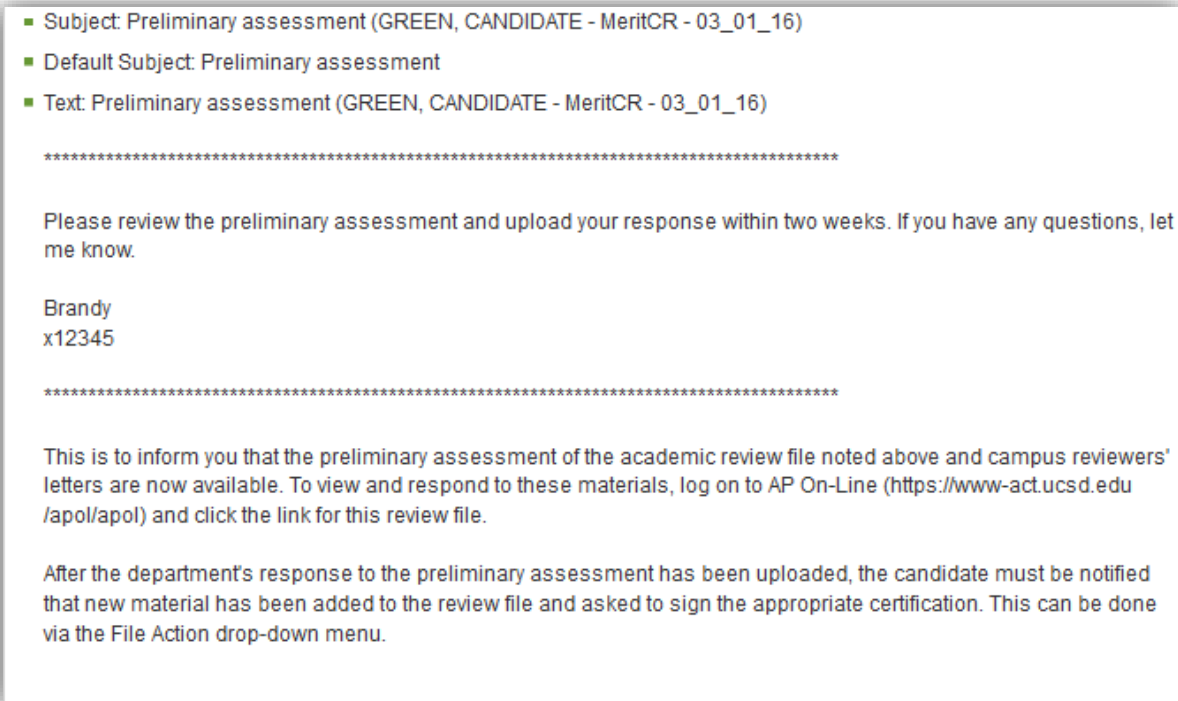 Subject: Preliminary assessment (GREEN, CANDIDATE - MeritCR - 03_01_16)
Default Subject: Preliminary assessment
Text: Preliminary assessment (GREEN, CANDIDATE - MeritCR - 03_01_16)
******************************************************************************************
Please review the preliminary assessment and upload your response within two weeks. If you have any questions, let
me know.
Brandy
x12345
******************************************************************************************
This is to inform you that the preliminary assessment of the academic review file noted above and campus reviewers'
letters are now available. To view and respond to these materials, log on to AP On-Line (https://www-act.ucsd.edu
/apol/apol) and click the link for this review file.
After the department's response to the preliminary assessment has been uploaded, the candidate must be notified
that new material has been added to the review file and asked to sign the appropriate certification. This can be done
via the File Action drop-down menu.